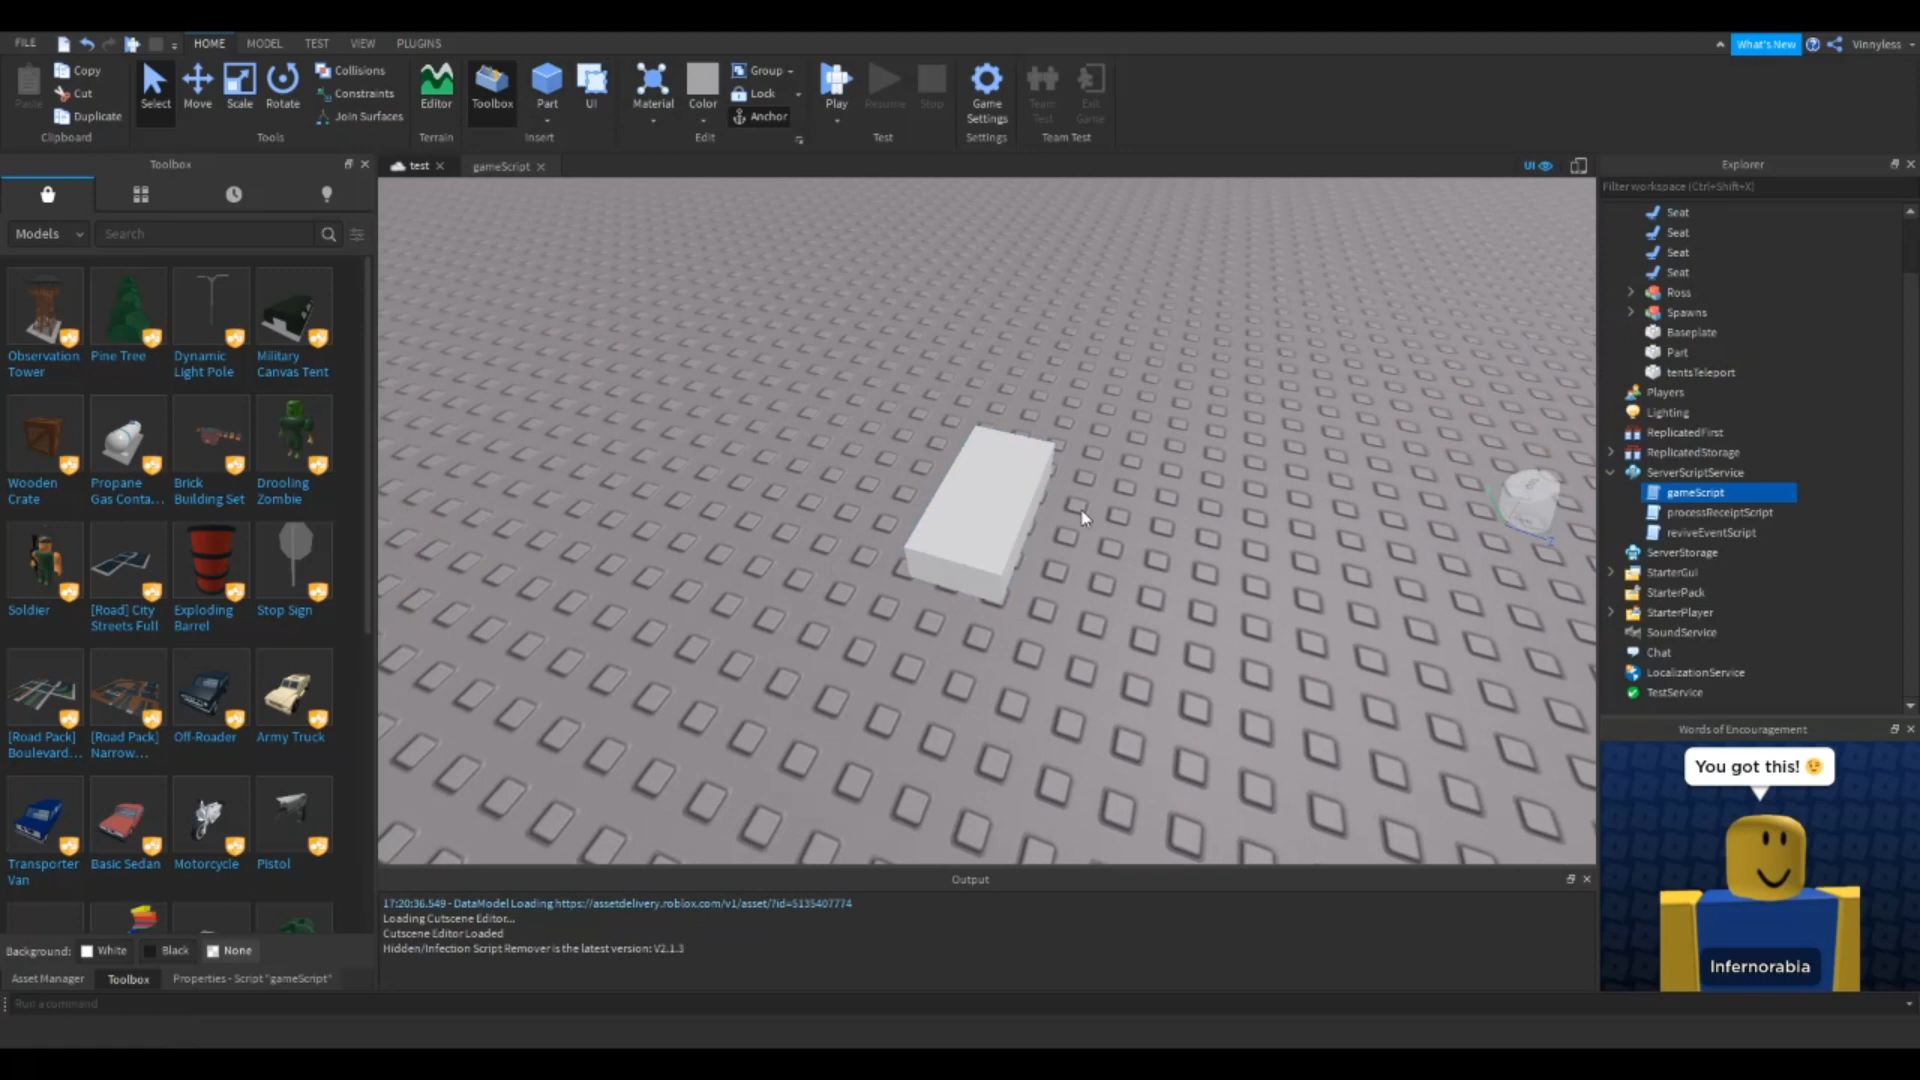 FILE
HOME
MODEL
TEST
VIEW
PLUGINS
What's New
Vinnyless
Paste
Copy
Cut
Duplicate
Clipboard
Select
Move
Scale
Rotate
Collisions
Constraints
Join Surfaces
Tools
Editor
Terrain
Toolbox
Part
UI
Insert
Material
Color
Group
Lock
Anchor
Edit
Play
Resume
Stop
Test
Game
Settings
Settings
Team
Test
Exit
Game
Team Test
Toolbox
Models
Search
Observation
Tower
Pine Tree
Dynamic
Light Pole
Military
Canvas Tent
Wooden
Crate
Propane
Gas Conta...
Brick
Building Set
Drooling
Zombie
Soldier
[Road] City
Streets Full
Exploding
Barrel
Stop Sign
[Road Pack]
Boulevard...
[Road Pack]
Narrow...
Off-Roader
Army Truck
Transporter
Van
Basic Sedan
Motorcycle
Pistol
Background:
White
Black
None
Asset Manager
Toolbox
Properties - Script "gameScript"
Run a command
test
gameScript
UI
Output
17:20:36.549 - DataModel Loading https://assetdelivery.roblox.com/v1/asset/?id=5135407774
Loading Cutscene Editor...
Cutscene Editor Loaded
Hidden/Infection Script Remover is the latest version: V2.1.3
Explorer
Filter workspace (Ctrl+Shift+X)
Seat
Seat
Seat
Seat
Ross
Spawns
Baseplate
Part
tentsTeleport
Players
Lighting
ReplicatedFirst
ReplicatedStorage
ServerScriptService
gameScript
processReceiptScript
reviveEventScript
ServerStorage
StarterGui
StarterPack
StarterPlayer
SoundService
Chat
LocalizationService
TestService
Words of Encouragement
You got this! 😉
Infernorabia